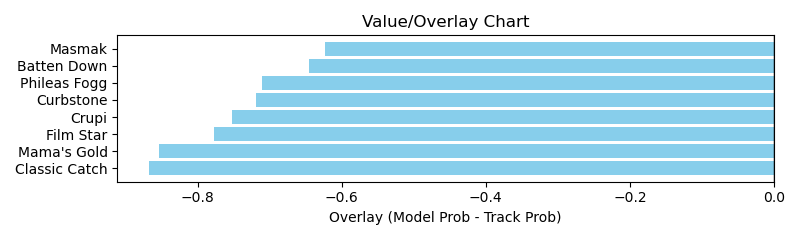 Value/Overlay Chart
Masmak
Batten Down
Phileas Fogg
Curbstone
Crupi
Film Star
Mama's Gold
Classic Catch
−0.8 −0.6 −0.4 −0.2 0.0
Overlay (Model Prob - Track Prob)